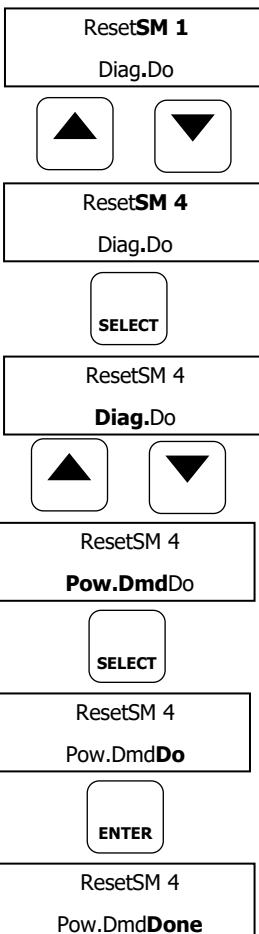 ResetSM 1
Diag.Do
ResetSM 4
Diag.Do
SELECT
ResetSM 4
Diag.Do
ResetSM 4
Pow.DmdDo
SELECT
ResetSM 4
Pow.DmdDo
ENTER
ResetSM 4
Pow.DmdDone